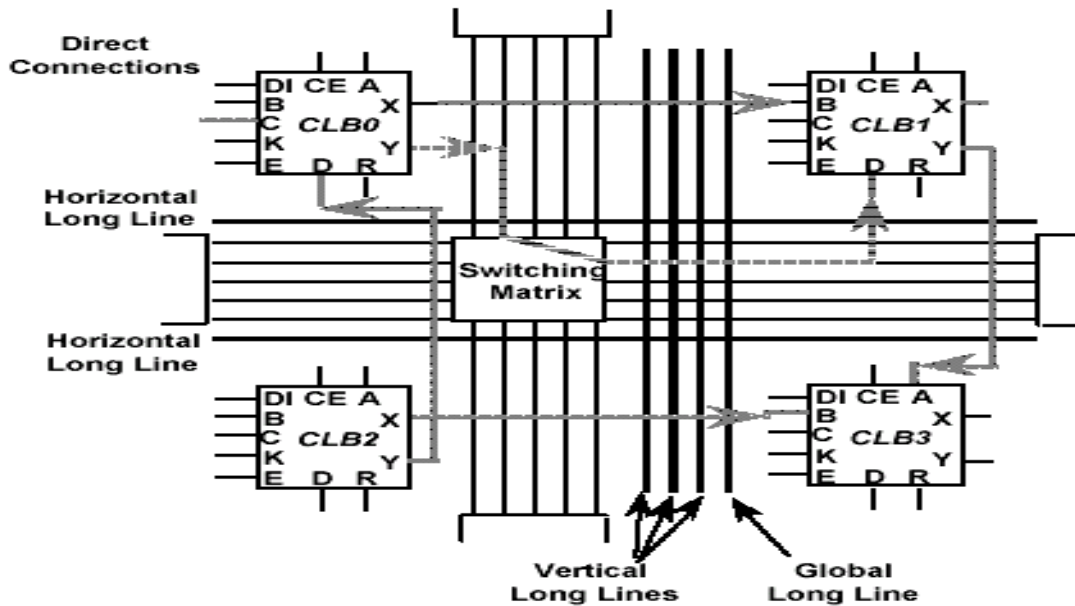 Direct
Connections
DI CE A
B X
C CLB0
K Y
E D R
DI CE A
B X
C CLB1
K Y
E D R
Horizontal
Long Line
Switching
Matrix
Horizontal
Long Line
DI CE A
B X
C CLB2
K Y
E D R
DI CE A
B X
C CLB3
K Y
E D R
Vertical
Long Lines
Global
Long Line